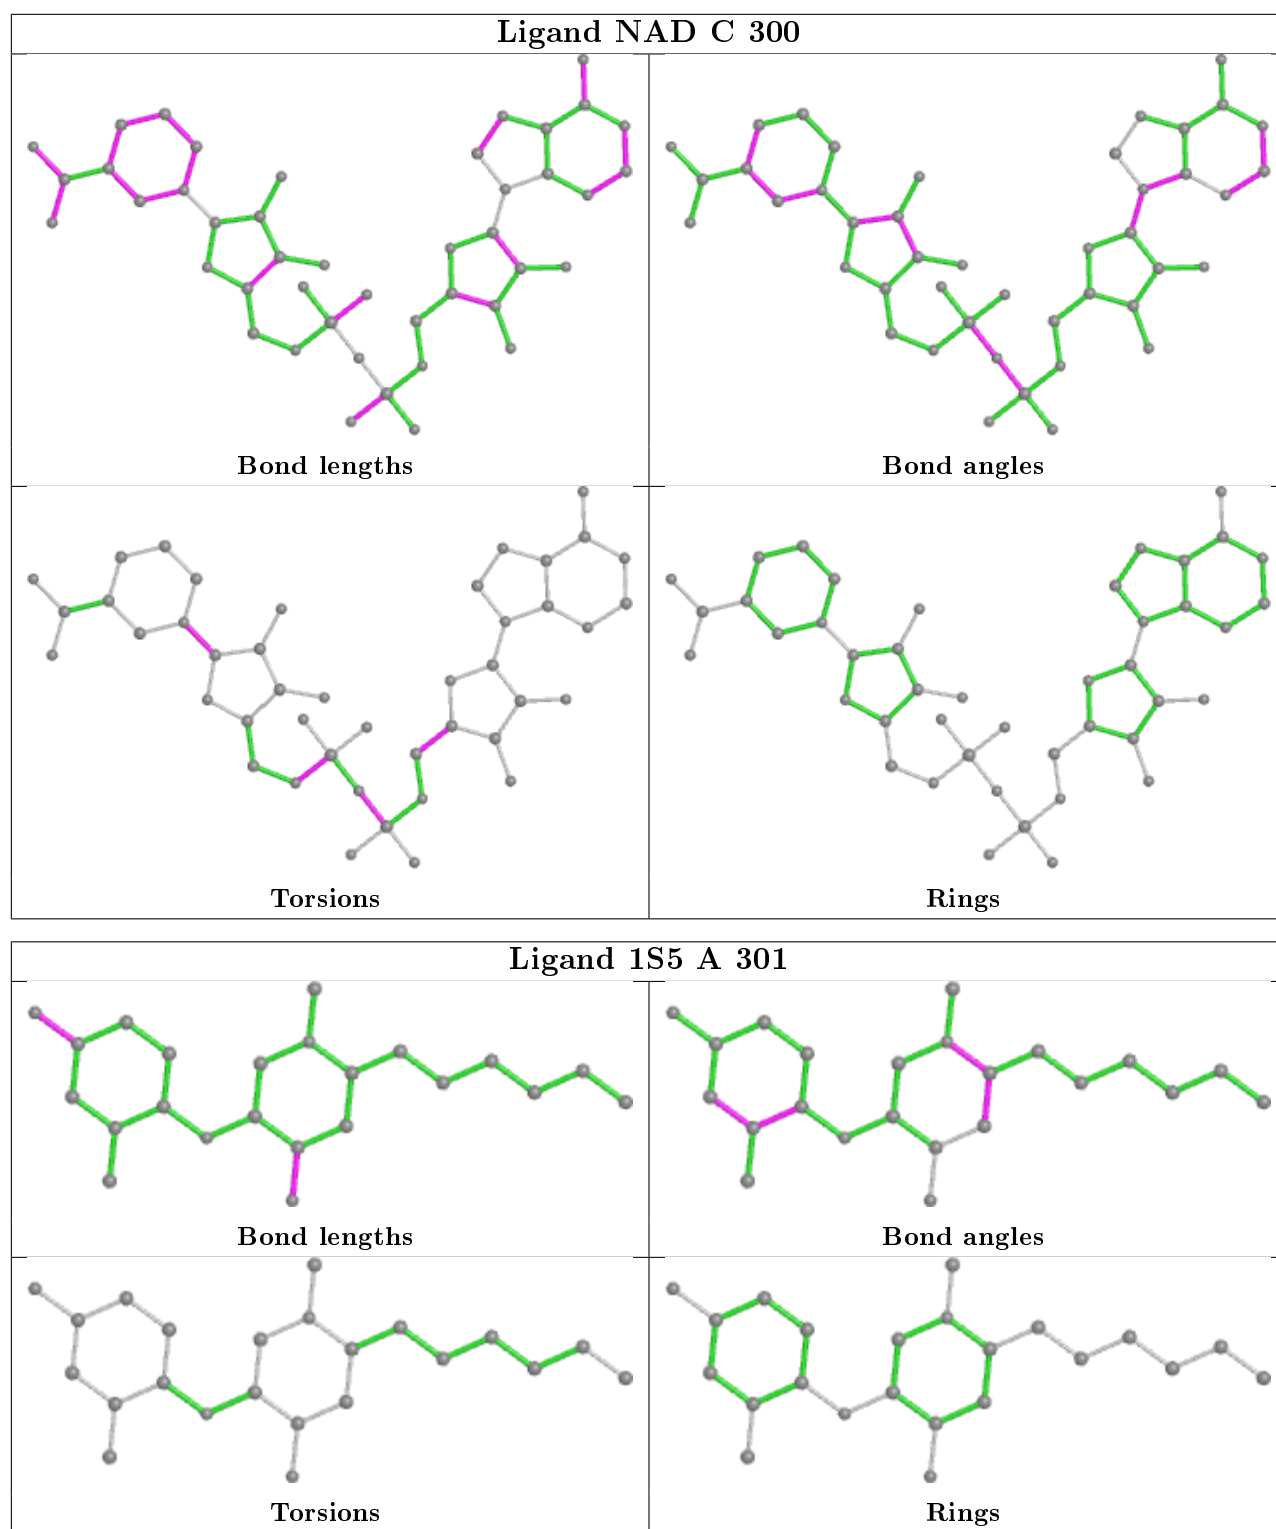 Ligand NAD C 300
Bond lengths
Bond angles
Torsions
Rings
Ligand 1S5 A 301
Bond lengths
Bond angles
Torsions
Rings